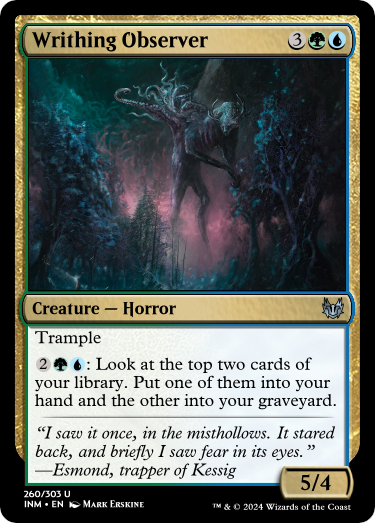 Writhing Observer 3
Creature — Horror
Trample
2: Look at the top two cards of
your library. Put one of them into your
hand and the other into your graveyard.
“I saw it once, in the misthollows. It stared
back, and briefly I saw fear in its eyes.”
—Esmond, trapper of Kessig
5/4
260/303 U
INM • EN Mark Erskine
™ & © 2024 Wizards of the Coast